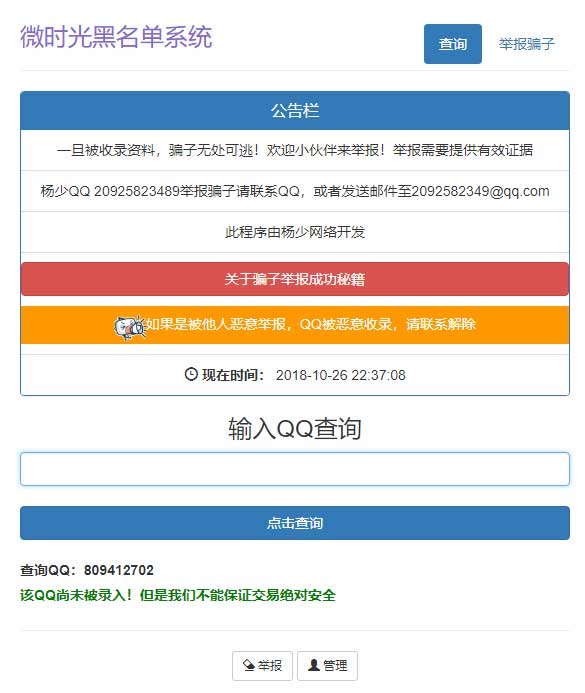 微时光黑名单系统
查询
举报骗子
公告栏
一旦被收录资料，骗子无处可逃！欢迎小伙伴来举报！举报需要提供有效证据
杨少QQ 20925823489举报骗子请联系QQ，或者发送邮件至2092582349@qq.com
此程序由杨少网络开发
关于骗子举报成功秘籍
如果是被他人恶意举报，QQ被恶意收录，请联系解除
现在时间： 2018-10-26 22:37:08
输入QQ查询
点击查询
查询QQ：809412702
该QQ尚未被录入！但是我们不能保证交易绝对安全
举报
管理